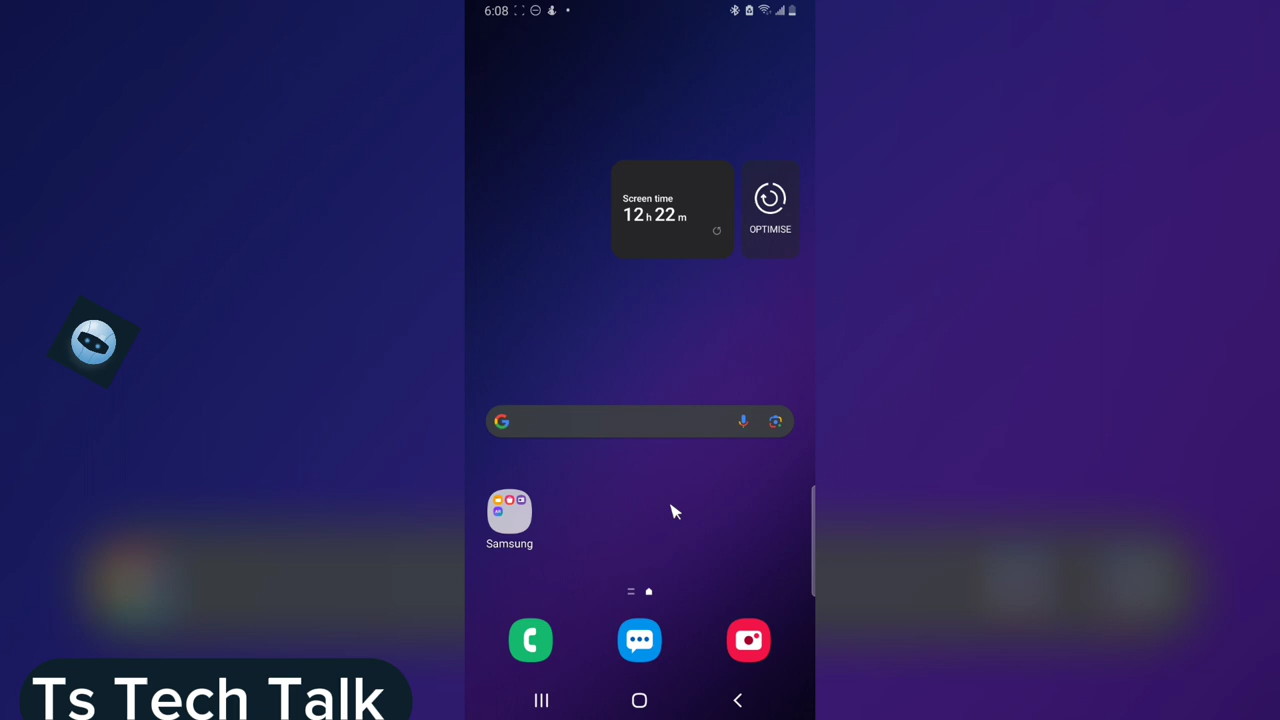 6:08
Screen time
12 h 22 m
OPTIMISE
Samsung
Ts Tech Talk